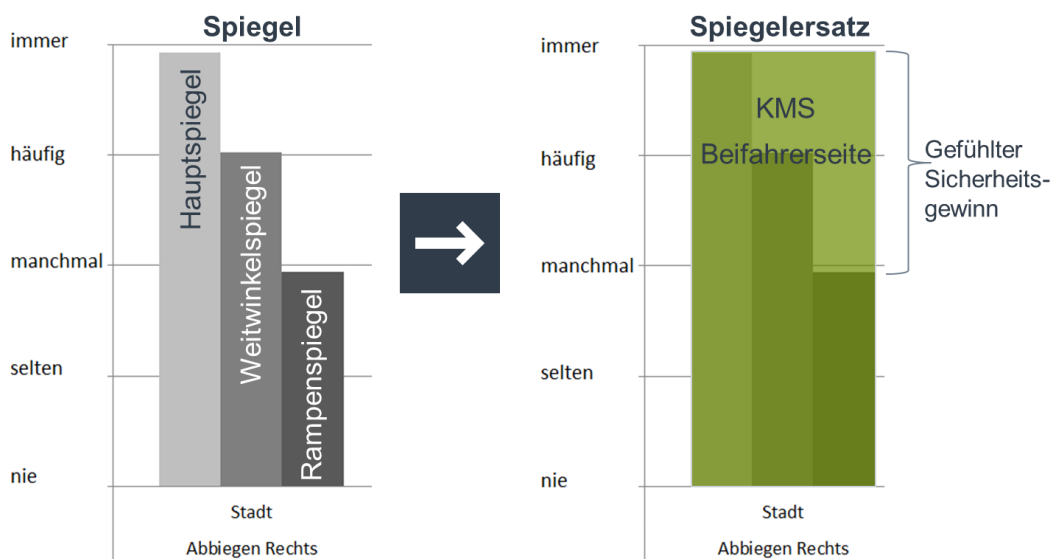 Spiegel
immer
häufig
manchmal
selten
nie
Hauptspiegel
Weitwinkelspiegel
Rampenspiegel
Stadt
Abbiegen Rechts
Spiegelersatz
immer
häufig
manchmal
selten
nie
KMS
Beifahrerseite
Gefühlter
Sicherheits-
gewinn
Stadt
Abbiegen Rechts